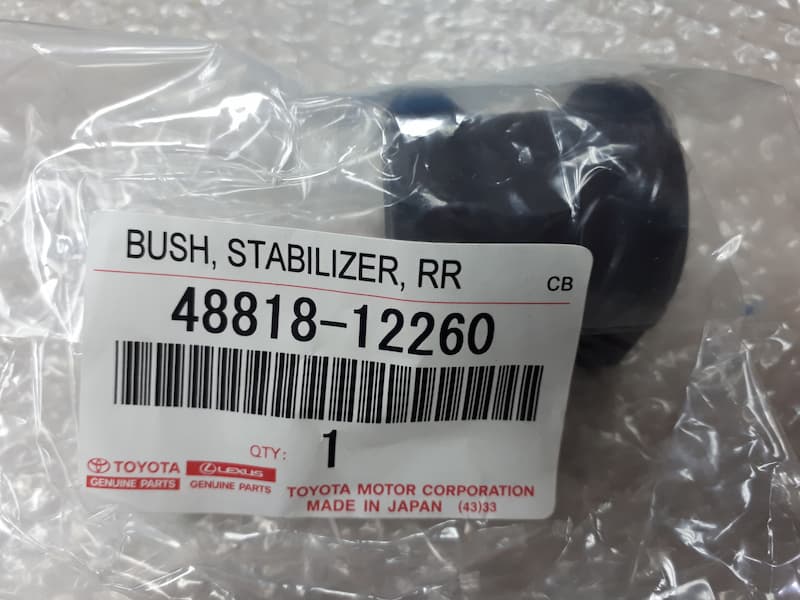 BUSH, STABILIZER, RR
CB
48818-12260
QTY: 1
TOYOTA
GENUINE PARTS
LEXUS
GENUINE PARTS
TOYOTA MOTOR CORPORATION
MADE IN JAPAN (43)33